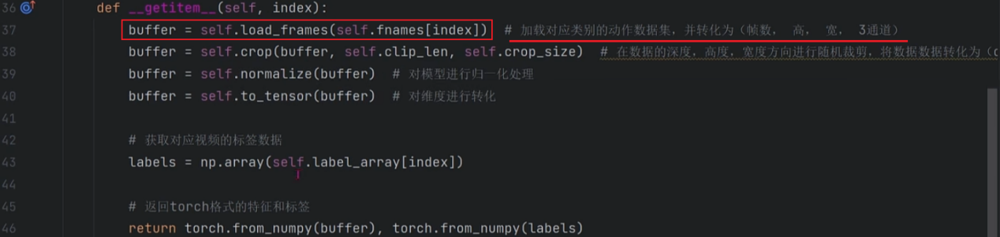 36 def __getitem__(self, index):
37 buffer = self.load_frames(self.fnames[index]) # 加载对应类别的动作数据集，并转化为（帧数， 高， 宽， 3通道）
38 buffer = self.crop(buffer, self.clip_len, self.crop_size) # 在数据的深度，高度，宽度方向进行随机裁剪，将数据数据转化为（c
39 buffer = self.normalize(buffer) # 对模型进行归一化处理
40 buffer = self.to_tensor(buffer) # 对维度进行转化
41
42 # 获取对应视频的标签数据
43 labels = np.array(self.label_array[index])
44
45 # 返回torch格式的特征和标签
46 return torch.from_numpy(buffer), torch.from_numpy(labels)